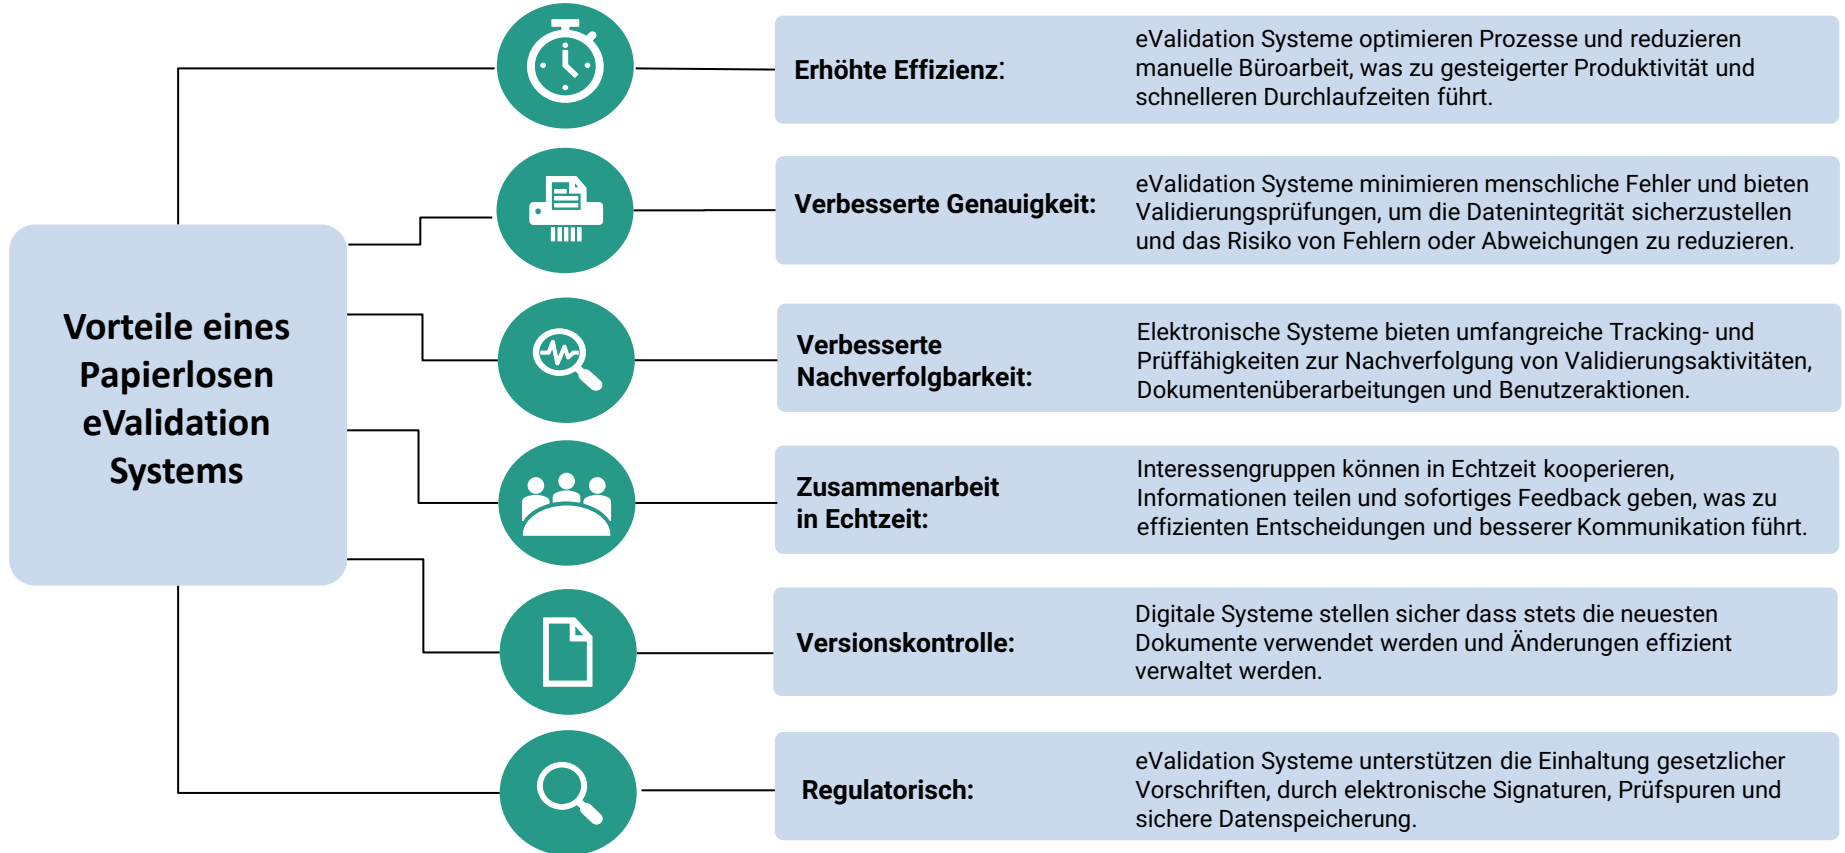 Vorteile eines
Papierlosen
eValidation
Systems
Erhöhte Effizienz:
eValidation Systeme optimieren Prozesse und reduzieren
manuelle Büroarbeit, was zu gesteigerter Produktivität und
schnelleren Durchlaufzeiten führt.
Verbesserte Genauigkeit:
eValidation Systeme minimieren menschliche Fehler und bieten
Validierungsprüfungen, um die Datenintegrität sicherzustellen
und das Risiko von Fehlern oder Abweichungen zu reduzieren.
Verbesserte
Nachverfolgbarkeit:
Elektronische Systeme bieten umfangreiche Tracking- und
Prüffähigkeiten zur Nachverfolgung von Validierungsaktivitäten,
Dokumentenüberarbeitungen und Benutzeraktionen.
Zusammenarbeit
in Echtzeit:
Interessengruppen können in Echtzeit kooperieren,
Informationen teilen und sofortiges Feedback geben, was zu
effizienten Entscheidungen und besserer Kommunikation führt.
Versionskontrolle:
Digitale Systeme stellen sicher dass stets die neuesten
Dokumente verwendet werden und Änderungen effizient
verwaltet werden.
Regulatorisch:
eValidation Systeme unterstützen die Einhaltung gesetzlicher
Vorschriften, durch elektronische Signaturen, Prüfspuren und
sichere Datenspeicherung.